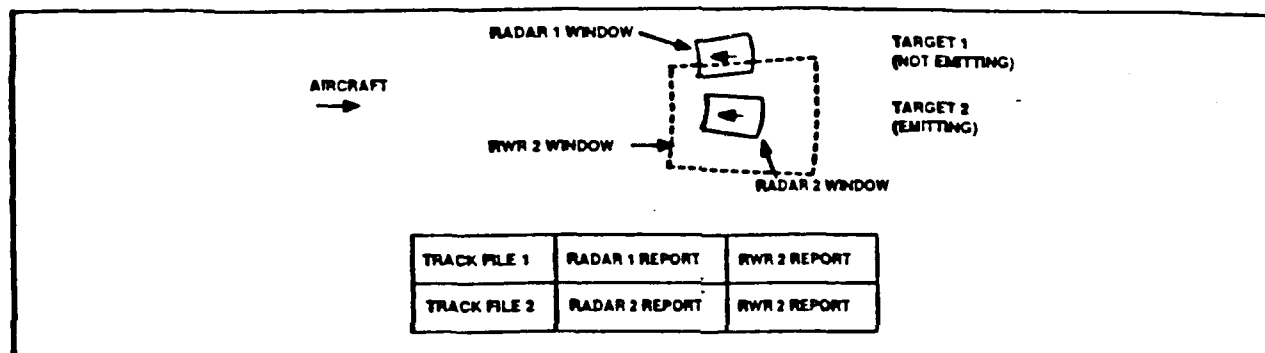 RADAR 1 WINDOW
TARGET 1
(NOT EMITTING)
AIRCRAFT
TARGET 2
(EMITTING)
RWR 2 WINDOW
RADAR 2 WINDOW
TRACK FILE 1 RADAR 1 REPORT RWR 2 REPORT
TRACK FILE 2 RADAR 2 REPORT RWR 2 REPORT